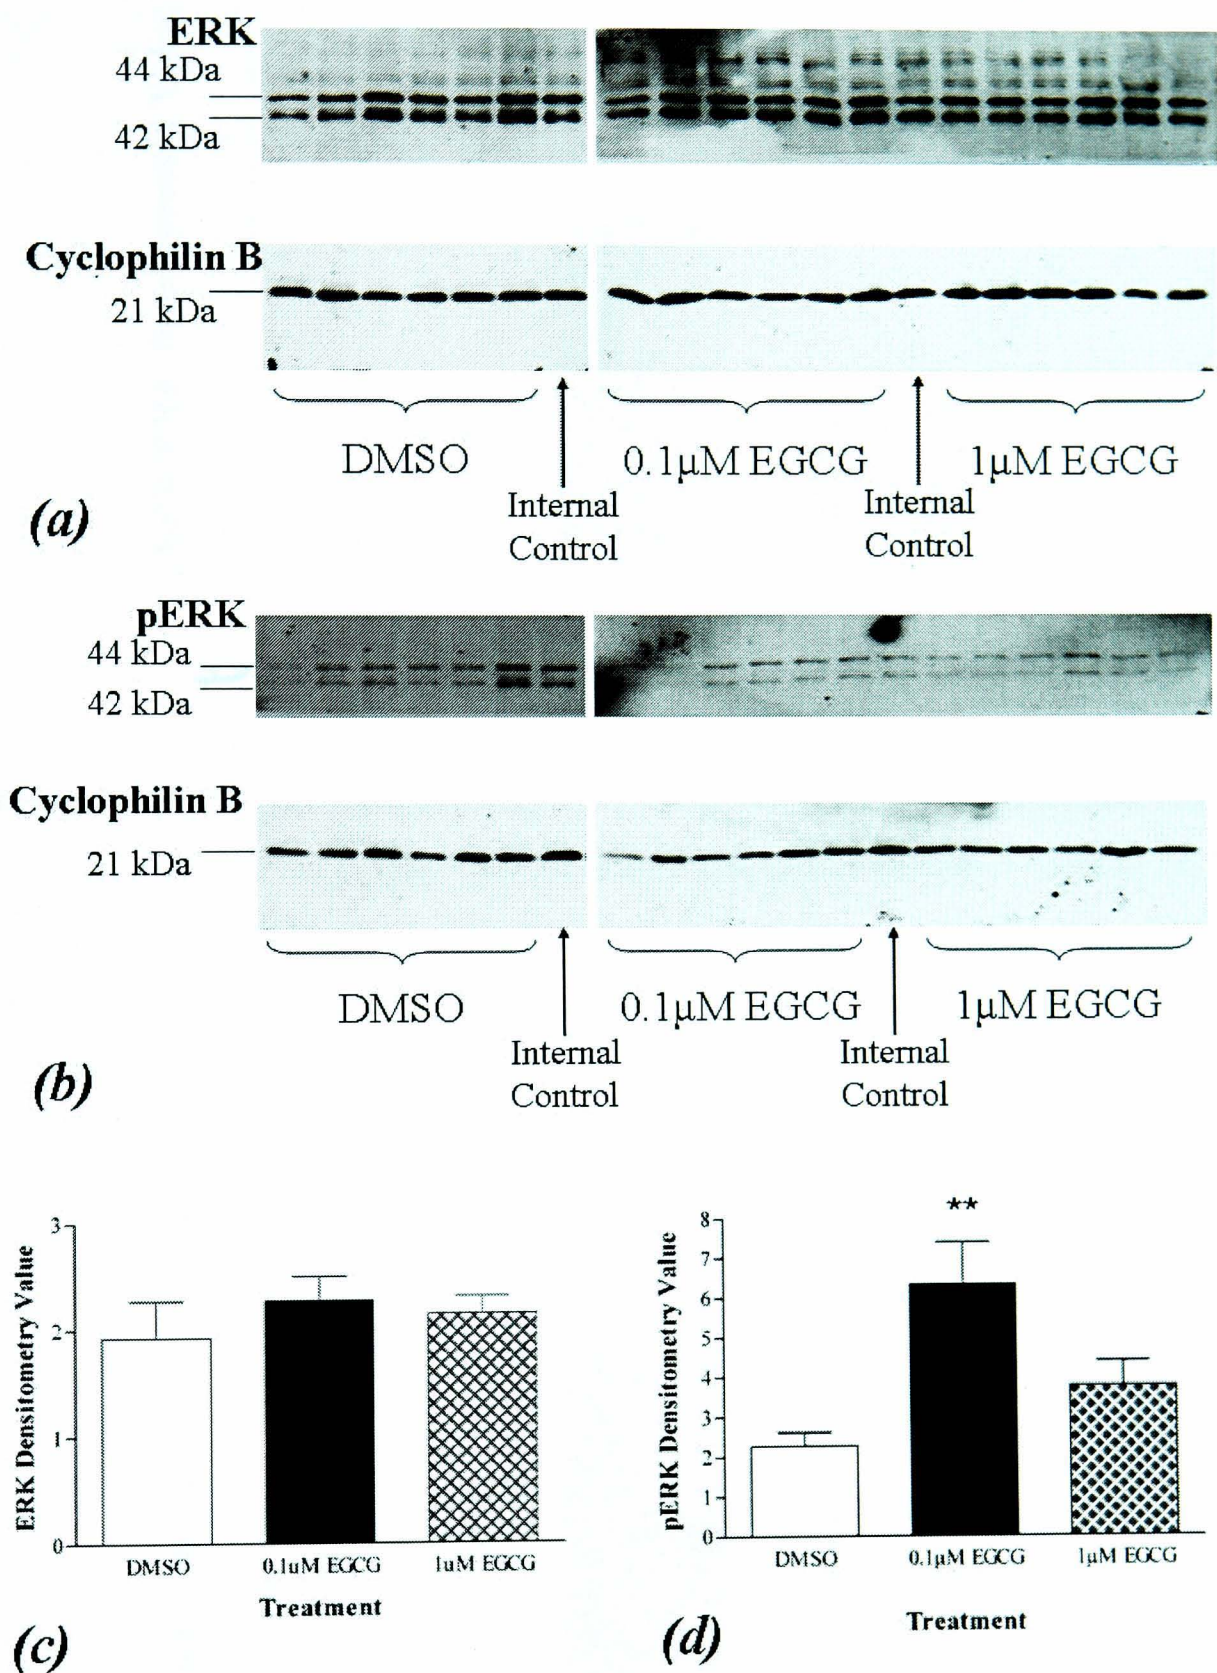 ERK
44 kDa
42 kDa
Cyclophilin B
21 kDa
DMSO
0.1μM EGCG
1μM EGCG
Internal
Control
Internal
Control
(a)
pERK
44 kDa
42 kDa
Cyclophilin B
21 kDa
DMSO
0.1μM EGCG
1μM EGCG
Internal
Control
Internal
Control
(b)
ERK Densitometry Value
3
2
1
0
DMSO
0.1uM EGCG
1uM EGCG
Treatment
(c)
pERK Densitometry Value
**
8
7
6
5
4
3
2
1
0
DMSO
0.1μM EGCG
1μM EGCG
Treatment
(d)